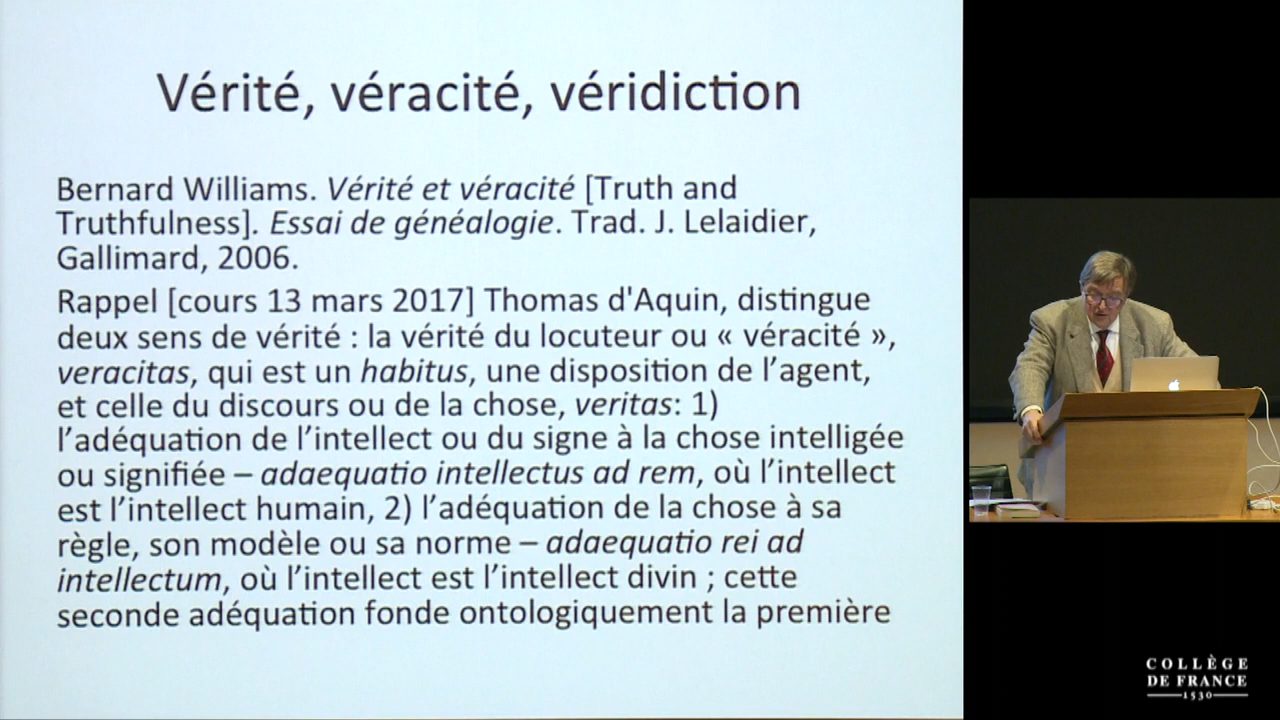 Vérité, véracité, véridiction
Bernard Williams. Vérité et véracité [Truth and
Truthfulness]. Essai de généalogie. Trad. J. Lelaidier,
Gallimard, 2006.
Rappel [cours 13 mars 2017] Thomas d'Aquin, distingue
deux sens de vérité : la vérité du locuteur ou « véracité »,
veracitas, qui est un habitus, une disposition de l’agent,
et celle du discours ou de la chose, veritas: 1)
l’adéquation de l’intellect ou du signe à la chose intelligée
ou signifiée – adaequatio intellectus ad rem, où l’intellect
est l’intellect humain, 2) l’adéquation de la chose à sa
règle, son modèle ou sa norme – adaequatio rei ad
intellectum, où l’intellect est l’intellect divin ; cette
seconde adéquation fonde ontologiquement la première
COLLÈGE
DE FRANCE
1530